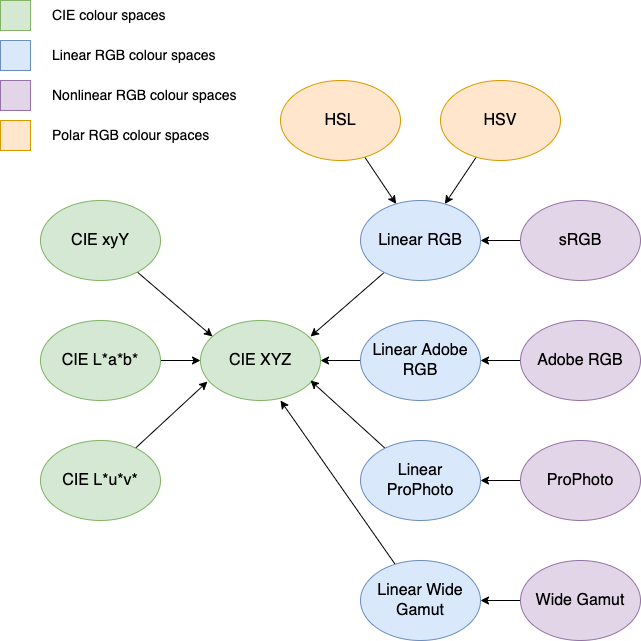 CIE colour spaces
Linear RGB colour spaces
Nonlinear RGB colour spaces
Polar RGB colour spaces
HSL
HSV
CIE xyY
Linear RGB
sRGB
CIE L*a*b*
CIE XYZ
Linear Adobe
RGB
Adobe RGB
CIE L*u*v*
Linear
ProPhoto
ProPhoto
Linear Wide
Gamut
Wide Gamut